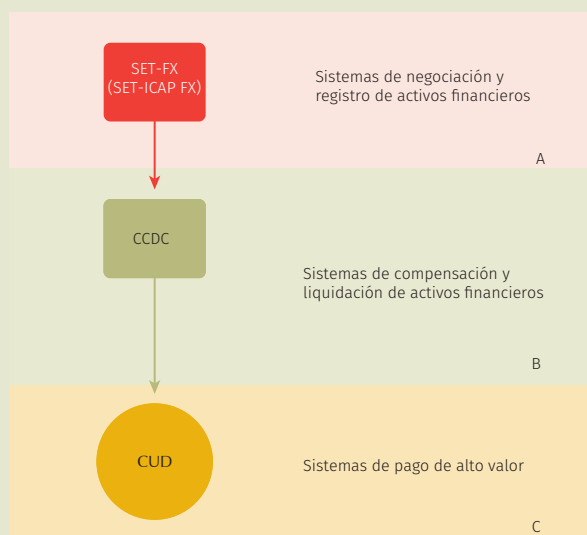 SET-FX
(SET-ICAP FX)
Sistemas de negociación y
registro de activos financieros
A
CCDC
Sistemas de compensación y
liquidación de activos financieros
B
CUD
Sistemas de pago de alto valor
C